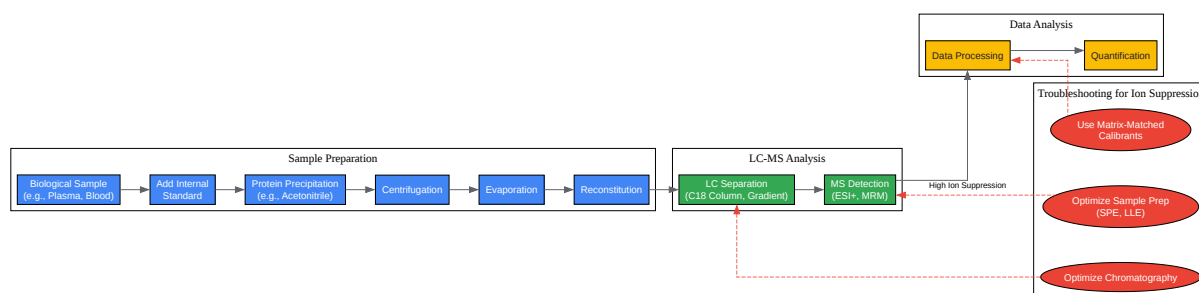 Data Analysis
Data Processing
Quantification
Troubleshooting for Ion Suppression
Use Matrix-Matched
Calibrants
Sample Preparation
LC-MS Analysis
Biological Sample
(e.g., Plasma, Blood)
Add Internal
Standard
Protein Precipitation
(e.g., Acetonitrile)
Centrifugation
Evaporation
Reconstitution
LC Separation
(C18 Column, Gradient)
MS Detection
(ESI+, MRM)
High Ion Suppression
Optimize Sample Prep
(SPE, LLE)
Optimize Chromatography